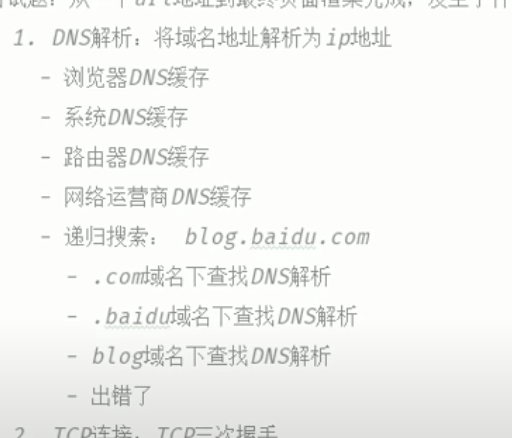 试题：从一个url地址到最终页面渲染完成，发生了什
1. DNS解析：将域名地址解析为ip地址
- 浏览器DNS缓存
- 系统DNS缓存
- 路由器DNS缓存
- 网络运营商DNS缓存
- 递归搜索： blog.baidu.com
- .com域名下查找DNS解析
- .baidu域名下查找DNS解析
- blog域名下查找DNS解析
- 出错了
2. TCP连接：TCP三次握手